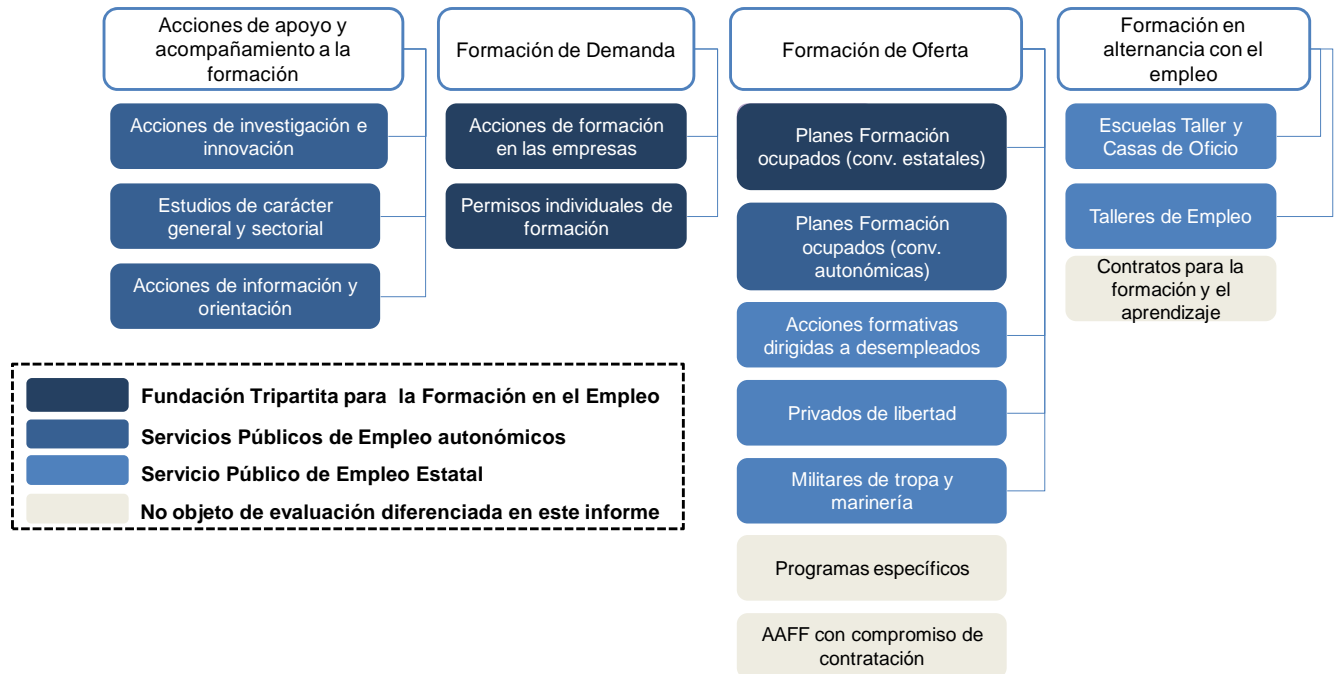 Acciones de apoyo y
acompañamiento a la
formación
Acciones de investigación e
innovación
Estudios de carácter
general y sectorial
Acciones de información y
orientación
Formación de Demanda
Acciones de formación
en las empresas
Permisos individuales de
formación
Formación de Oferta
Planes Formación
ocupados (conv. estatales)
Planes Formación
ocupados (conv.
autonómicas)
Acciones formativas
dirigidas a desempleados
Privados de libertad
Militares de tropa y
marinería
Programas específicos
AAFF con compromiso de
contratación
Formación en
alternancia con el
empleo
Escuelas Taller y
Casas de Oficio
Talleres de Empleo
Contratos para la
formación y el
aprendizaje
Fundación Tripartita para la Formación en el Empleo
Servicios Públicos de Empleo autonómicos
Servicio Público de Empleo Estatal
No objeto de evaluación diferenciada en este informe